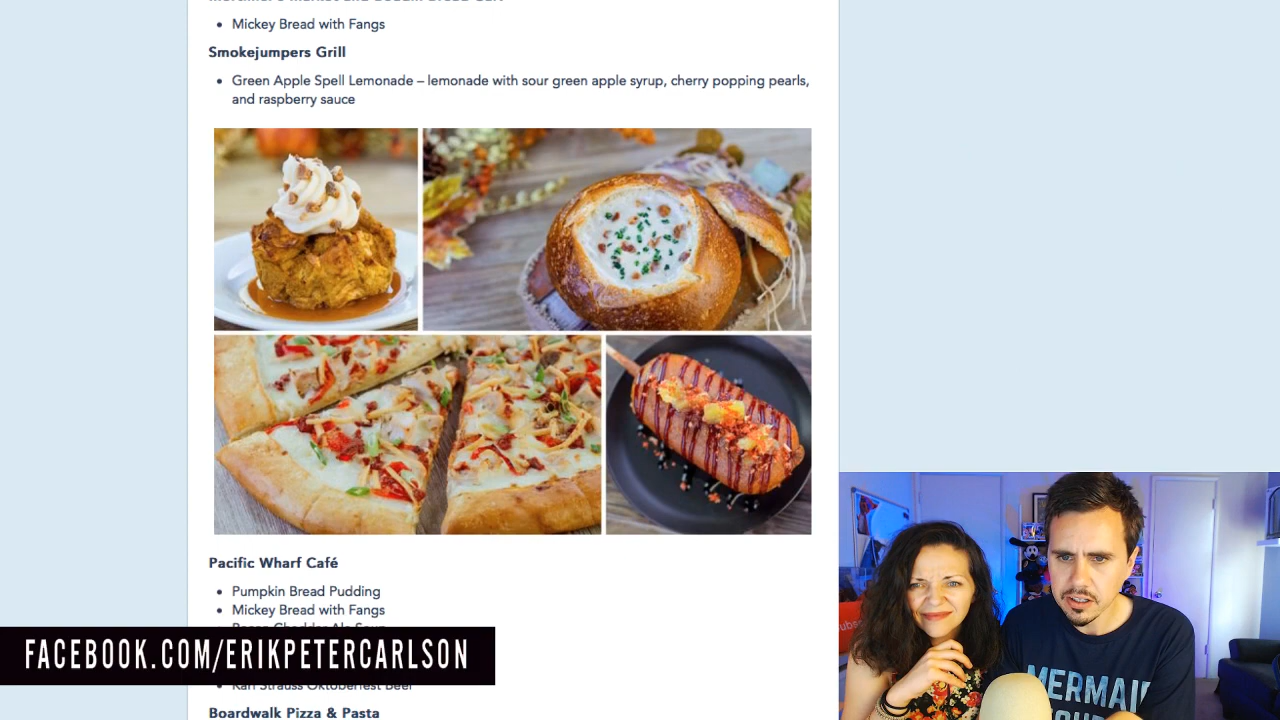 Mickey Bread with Fangs
Smokejumpers Grill
Green Apple Spell Lemonade – lemonade with sour green apple syrup, cherry popping pearls,
and raspberry sauce
Pacific Wharf Café
Pumpkin Bread Pudding
Mickey Bread with Fangs
FACEBOOK.COM/ERIKPETERCARLSON
Karl Strauss Oktoberfest Beer
Boardwalk Pizza & Pasta
MERMAI